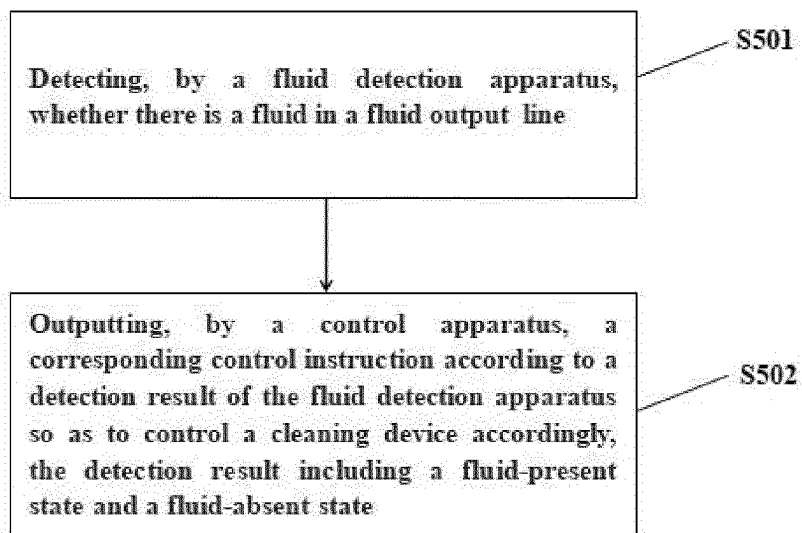 S501
Detecting, by a fluid detection apparatus,
whether there is a fluid in a fluid output line
Outputting, by a control apparatus, a
corresponding control instruction according to a
detection result of the fluid detection apparatus
so as to control a cleaning device accordingly,
the detection result including a fluid-present
state and a fluid-absent state
S502